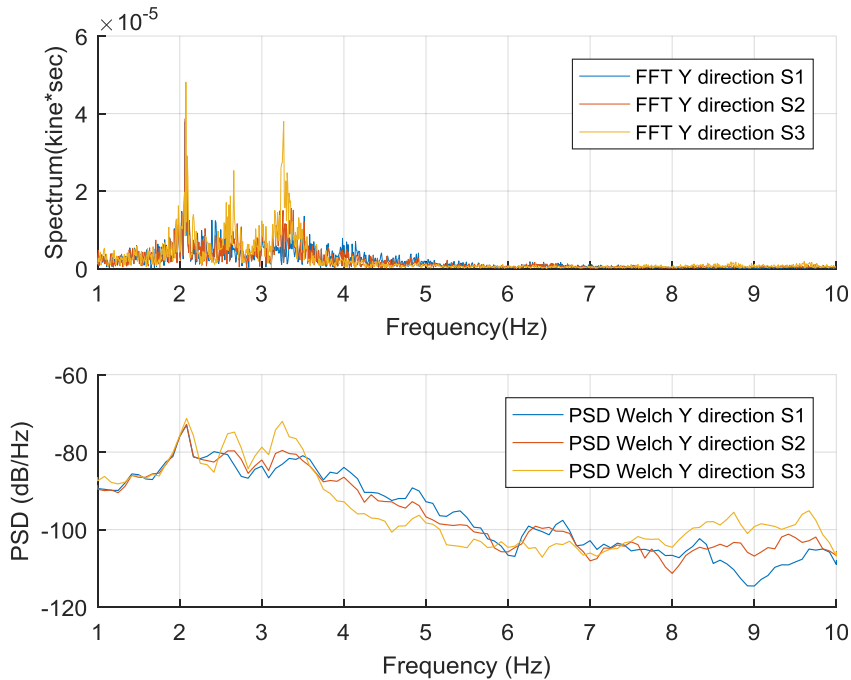 ×10-5
6
4
2
0
Spectrum(kine*sec)
FFT Y direction S1
FFT Y direction S2
FFT Y direction S3
1 2 3 4 5 6 7 8 9 10
Frequency(Hz)
-60
-80
-100
-120
PSD (dB/Hz)
PSD Welch Y direction S1
PSD Welch Y direction S2
PSD Welch Y direction S3
1 2 3 4 5 6 7 8 9 10
Frequency (Hz)